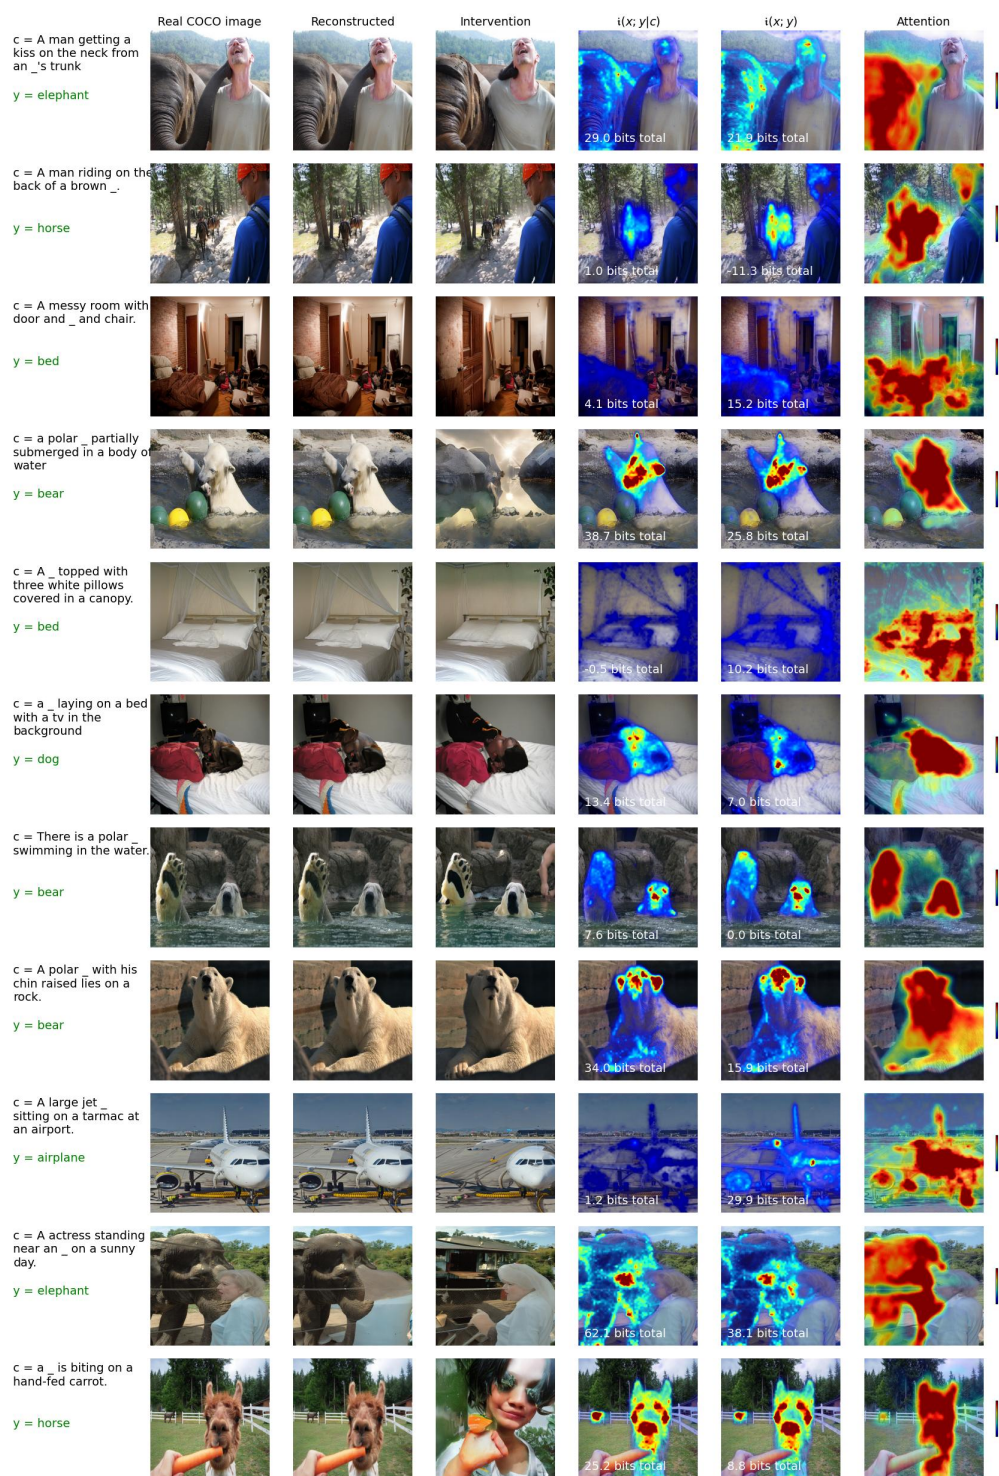 Real COCO image Reconstructed Intervention 𝔦(x; y|c) 𝔦(x; y) Attention
c = A man getting a
kiss on the neck from
an _'s trunk
y = elephant
29.0 bits total 21.9 bits total
c = A man riding on the
back of a brown _.
y = horse
1.0 bits total -11.3 bits total
c = A messy room with
door and _ and chair.
y = bed
4.1 bits total 15.2 bits total
c = a polar _ partially
submerged in a body of
water
y = bear
38.7 bits total 25.8 bits total
c = A _ topped with
three white pillows
covered in a canopy.
y = bed
-0.5 bits total 10.2 bits total
c = a _ laying on a bed
with a tv in the
background
y = dog
13.4 bits total 7.0 bits total
c = There is a polar _
swimming in the water.
y = bear
7.6 bits total 0.0 bits total
c = A polar _ with his
chin raised lies on a
rock.
y = bear
34.0 bits total 15.9 bits total
c = A large jet _
sitting on a tarmac at
an airport.
y = airplane
1.2 bits total 29.9 bits total
c = A actress standing
near an _ on a sunny
day.
y = elephant
62.1 bits total 38.1 bits total
c = a _ is biting on a
hand-fed carrot.
y = horse
25.2 bits total 8.8 bits total